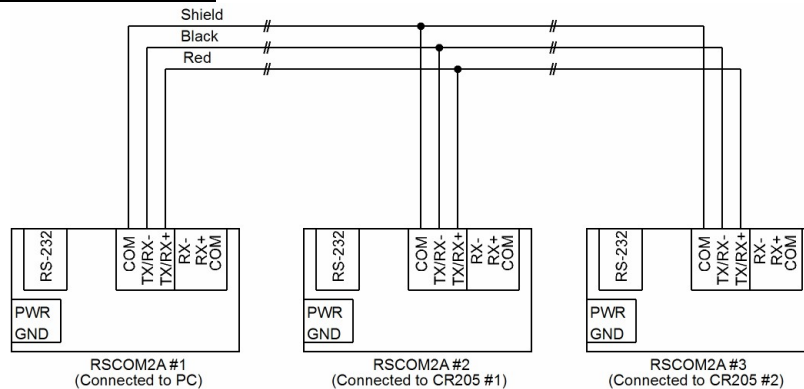 Shield
Black
Red
RS-232
COM
TX/RX-
TX/RX+
RX-
RX+
COM
PWR
GND
RSCOM2A #1
(Connected to PC)
RS-232
COM
TX/RX-
TX/RX+
RX-
RX+
COM
PWR
GND
RSCOM2A #2
(Connected to CR205 #1)
RS-232
COM
TX/RX-
TX/RX+
RX-
RX+
COM
PWR
GND
RSCOM2A #3
(Connected to CR205 #2)